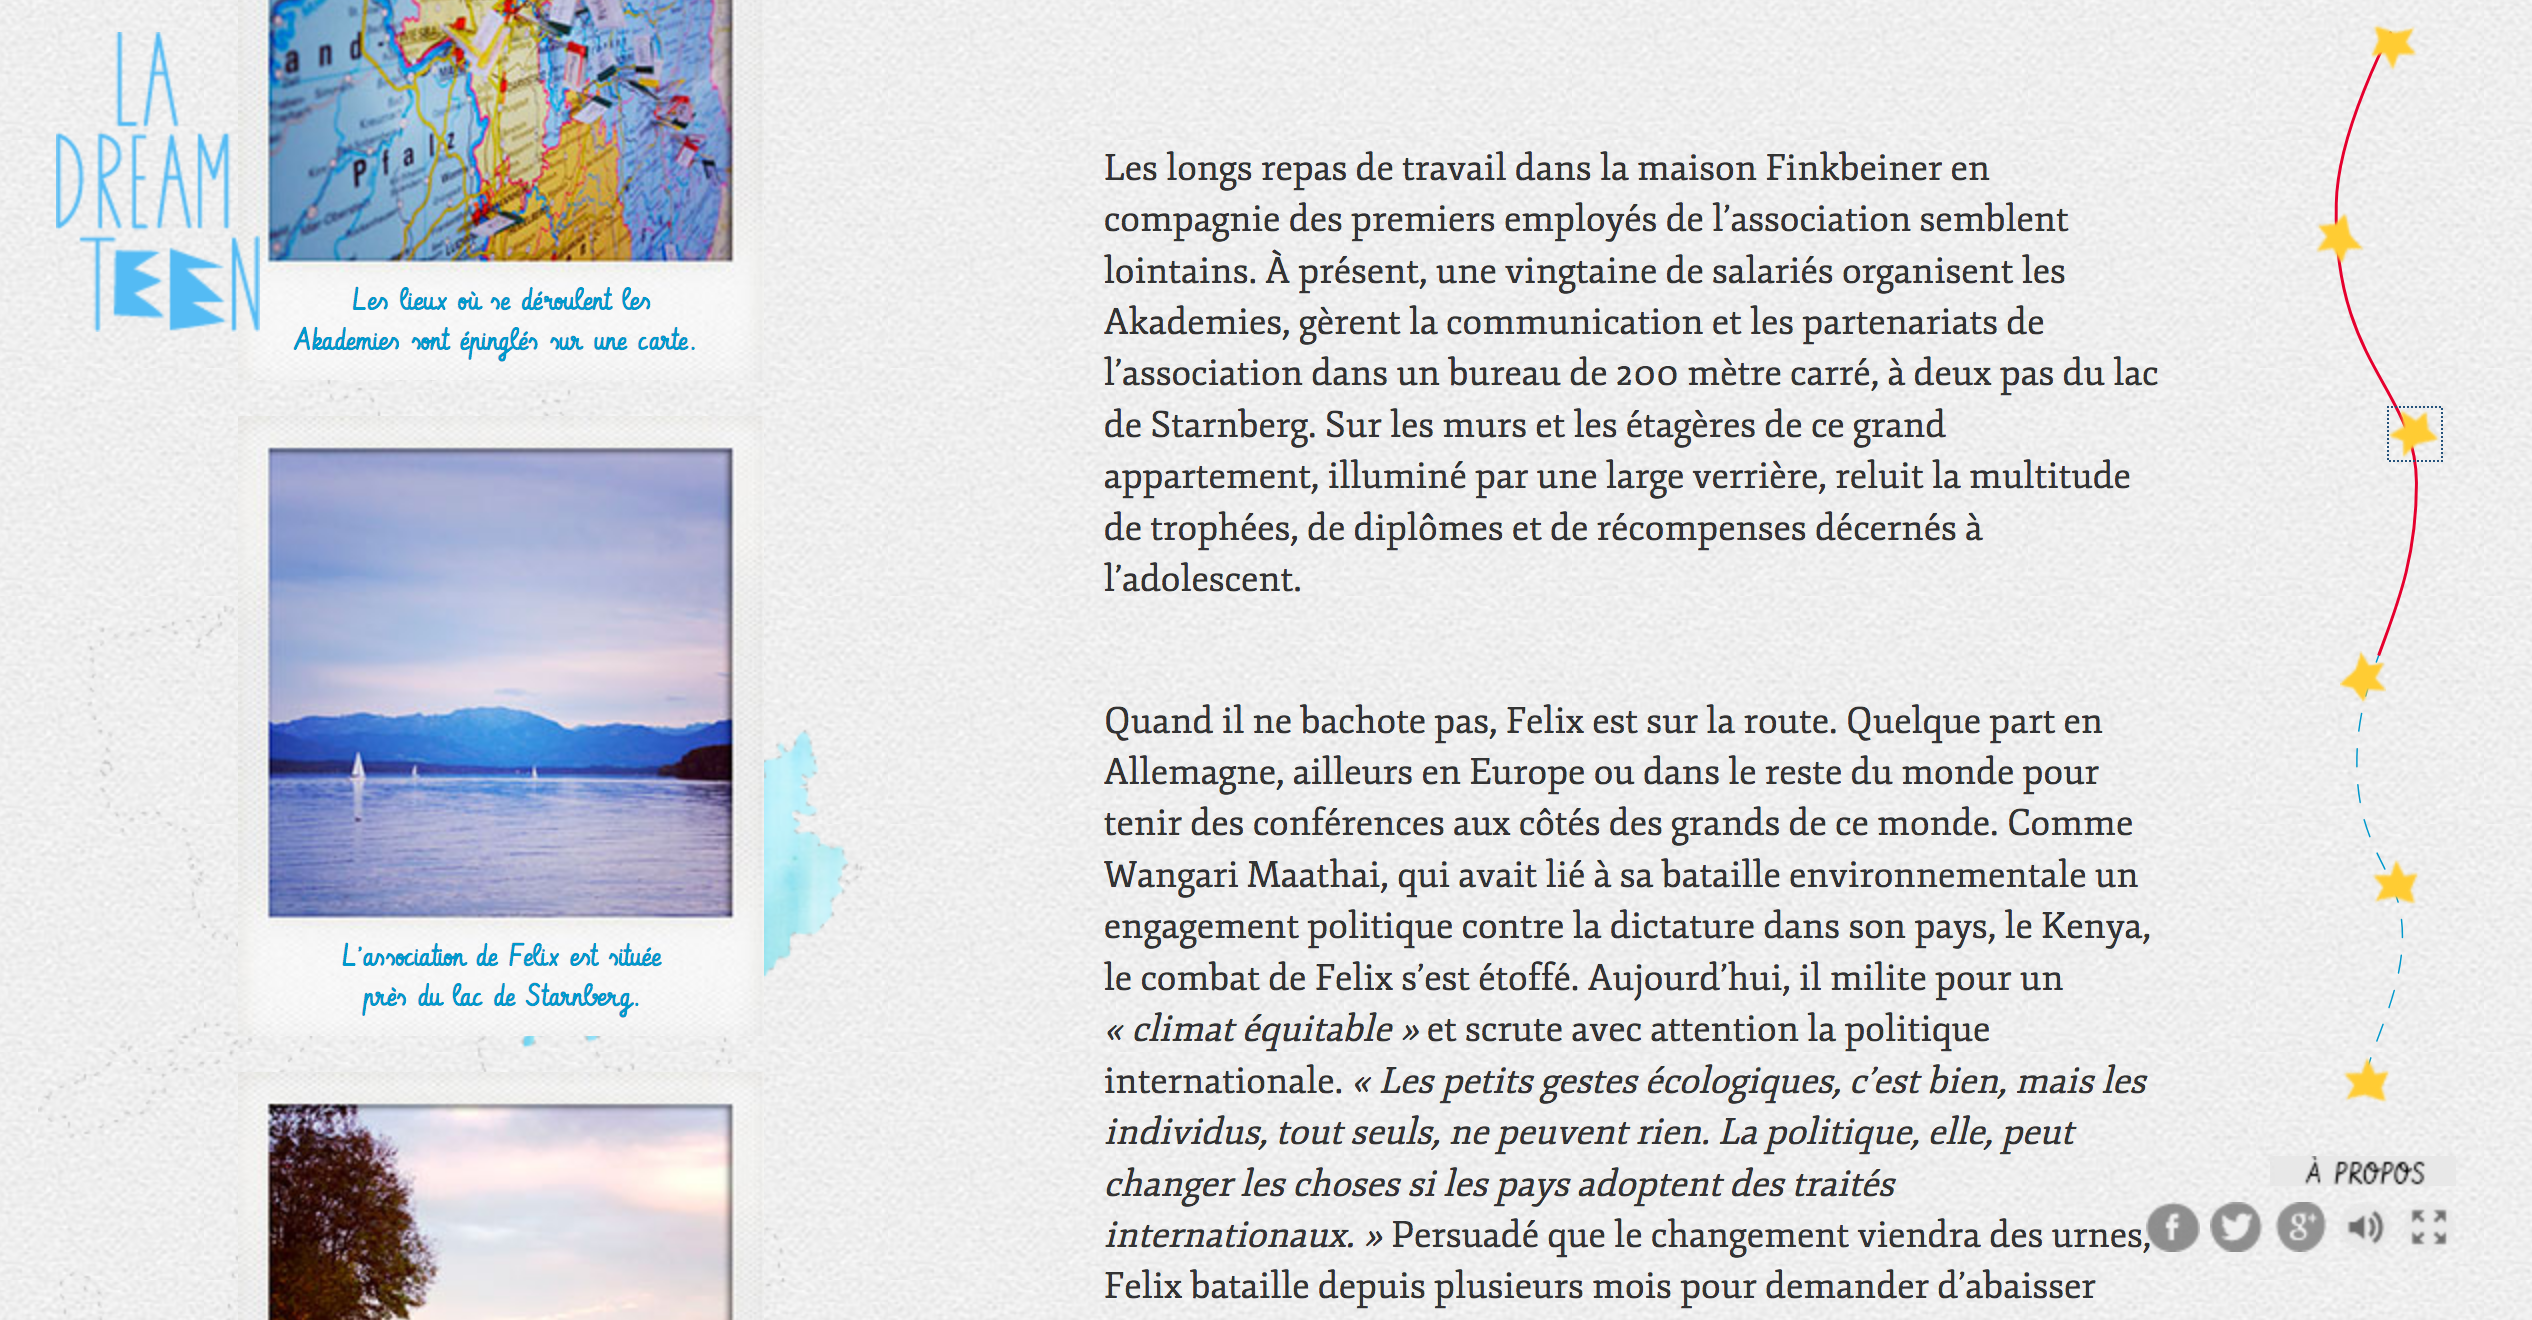 LA
DREAM
TEEN
and-
WIESBA
Pfalz
Les lieux où se déroulent les
Akademies sont épinglés sur une carte.
L'association de Felix est située
près du lac de Starnberg.
Les longs repas de travail dans la maison Finkbeiner en
compagnie des premiers employés de l’association semblent
lointains. À présent, une vingtaine de salariés organisent les
Akademies, gèrent la communication et les partenariats de
l’association dans un bureau de 200 mètre carré, à deux pas du lac
de Starnberg. Sur les murs et les étagères de ce grand
appartement, illuminé par une large verrière, reluit la multitude
de trophées, de diplômes et de récompenses décernés à
l’adolescent.
Quand il ne bachote pas, Felix est sur la route. Quelque part en
Allemagne, ailleurs en Europe ou dans le reste du monde pour
tenir des conférences aux côtés des grands de ce monde. Comme
Wangari Maathai, qui avait lié à sa bataille environnementale un
engagement politique contre la dictature dans son pays, le Kenya,
le combat de Felix s’est étoffé. Aujourd’hui, il milite pour un
« climat équitable » et scrute avec attention la politique
internationale. « Les petits gestes écologiques, c’est bien, mais les
individus, tout seuls, ne peuvent rien. La politique, elle, peut
changer les choses si les pays adoptent des traités
internationaux. » Persuadé que le changement viendra des urnes,
Felix bataille depuis plusieurs mois pour demander d’abaisser
À PROPOS